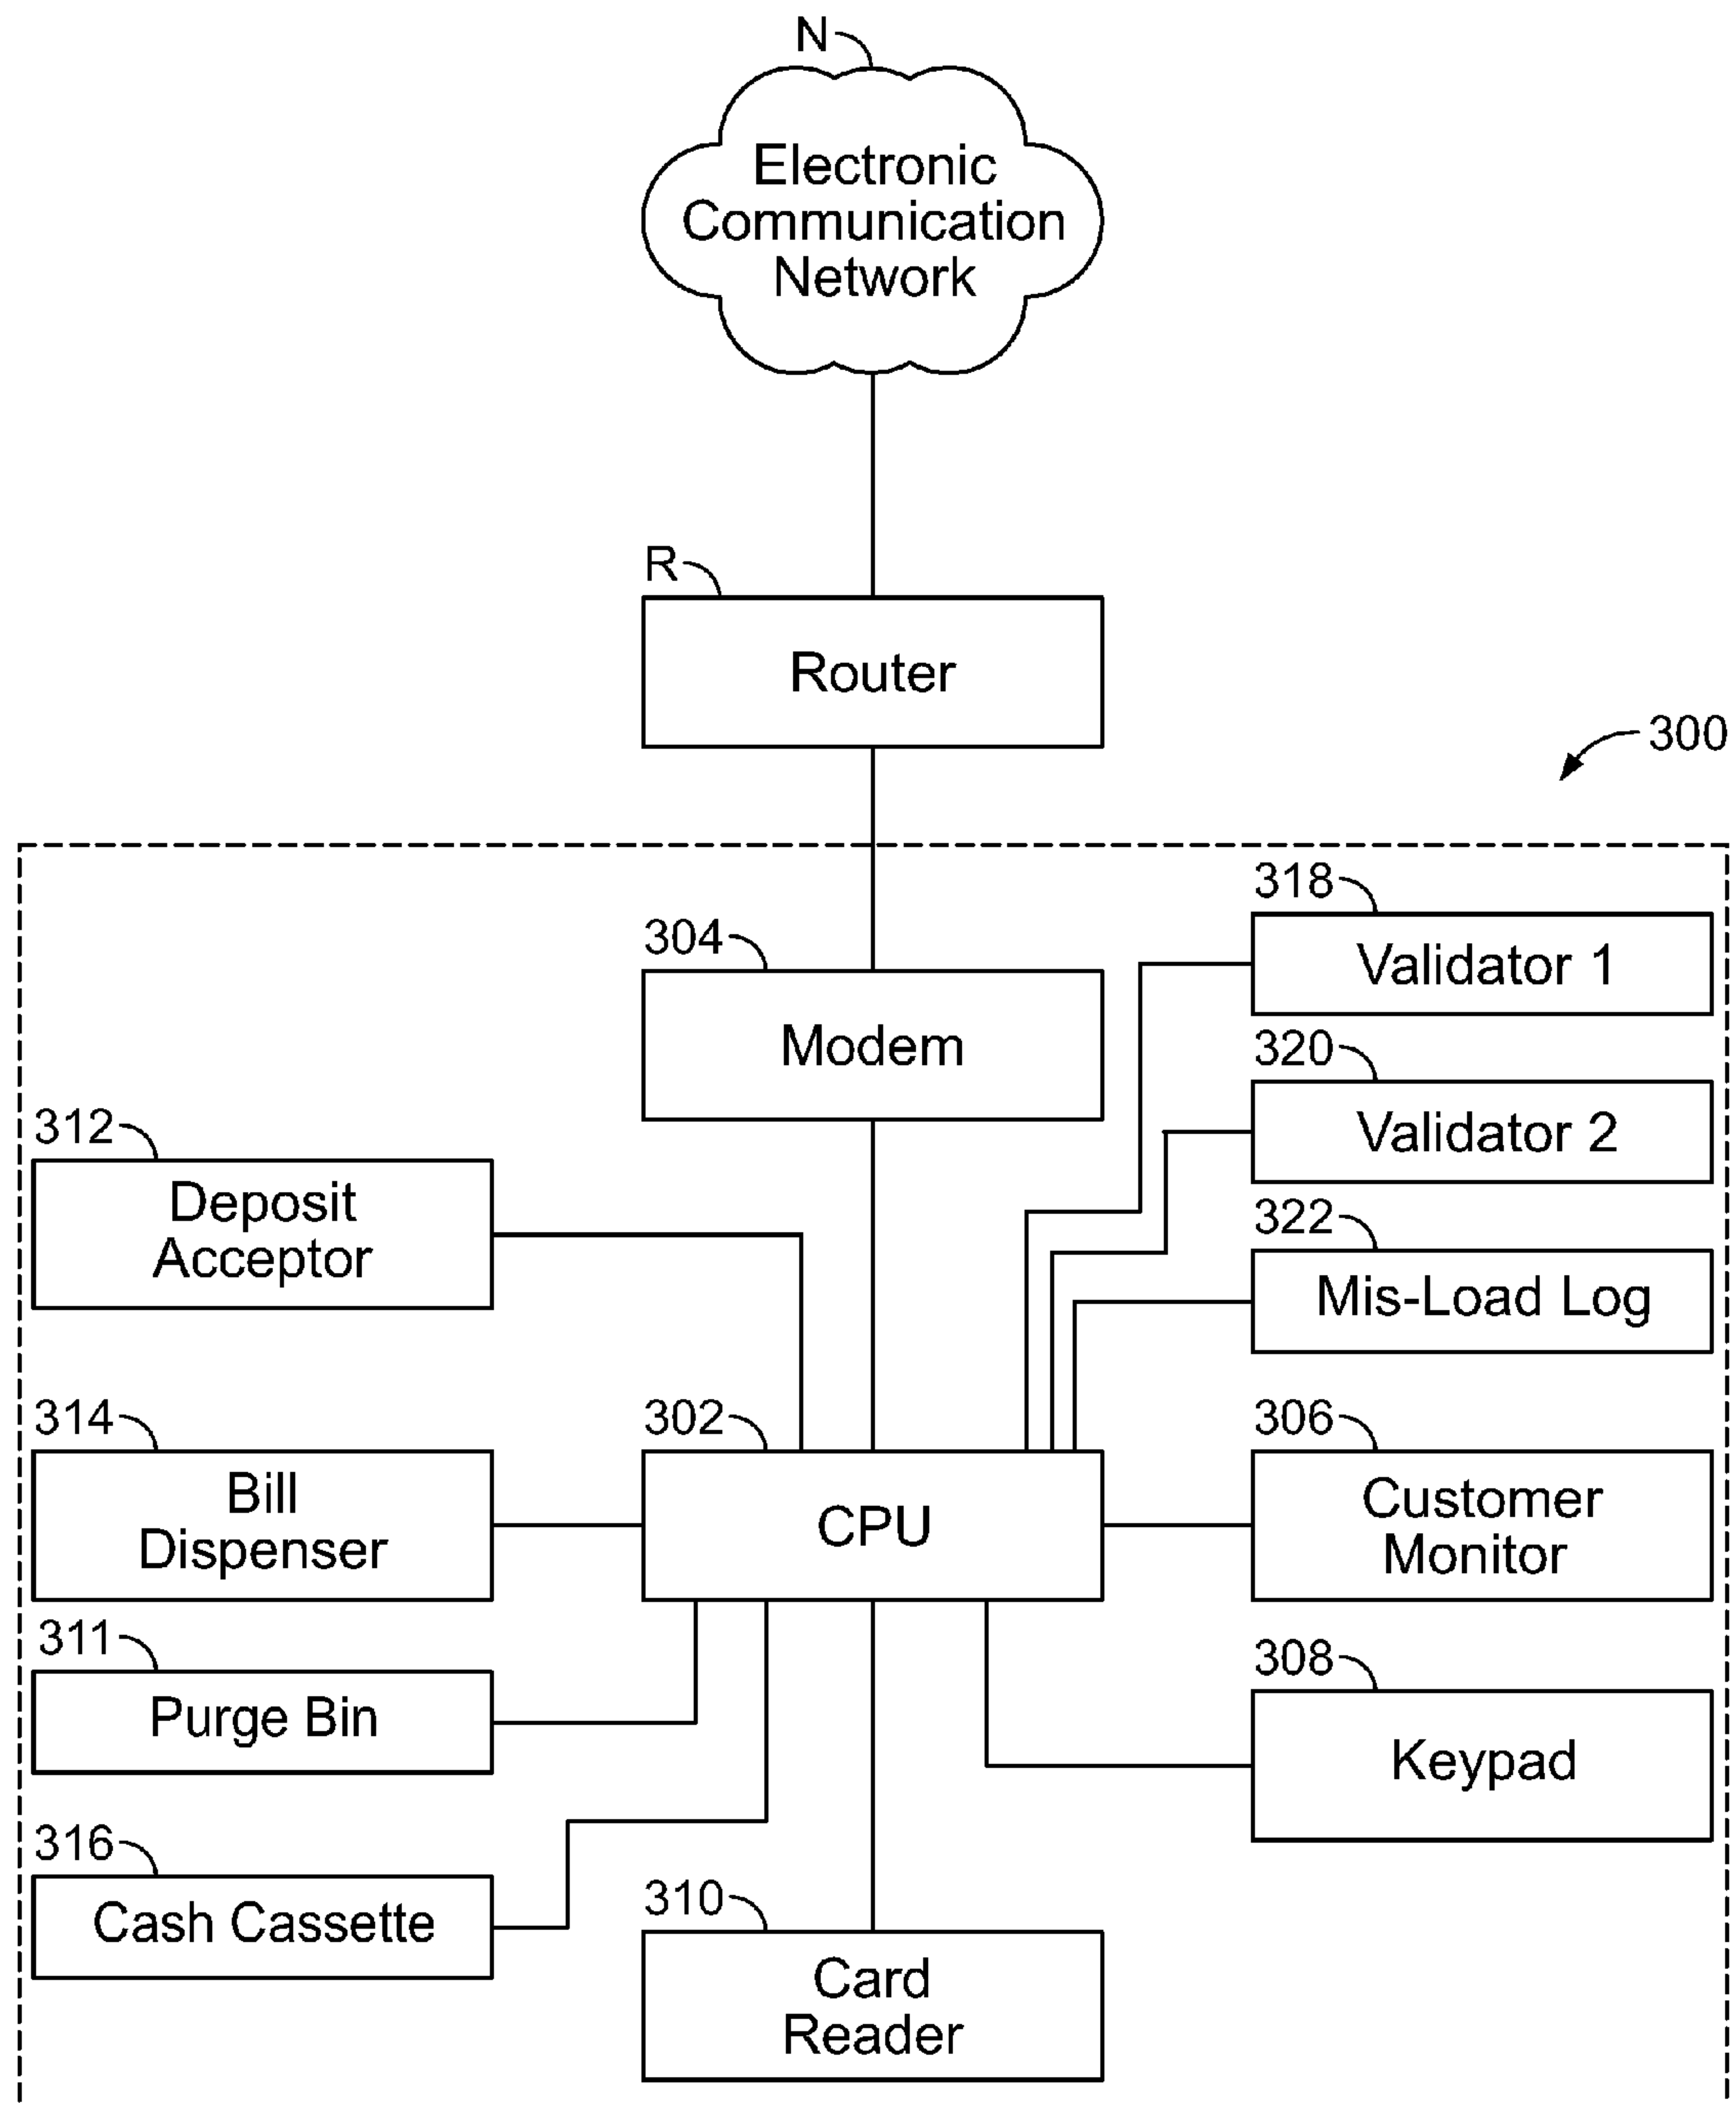 N
Electronic
Communication
Network
R
Router
300
304
Modem
318
Validator 1
320
Validator 2
322
Mis-Load Log
312
Deposit
Acceptor
314
Bill
Dispenser
302
CPU
306
Customer
Monitor
311
Purge Bin
308
Keypad
316
Cash Cassette
310
Card
Reader